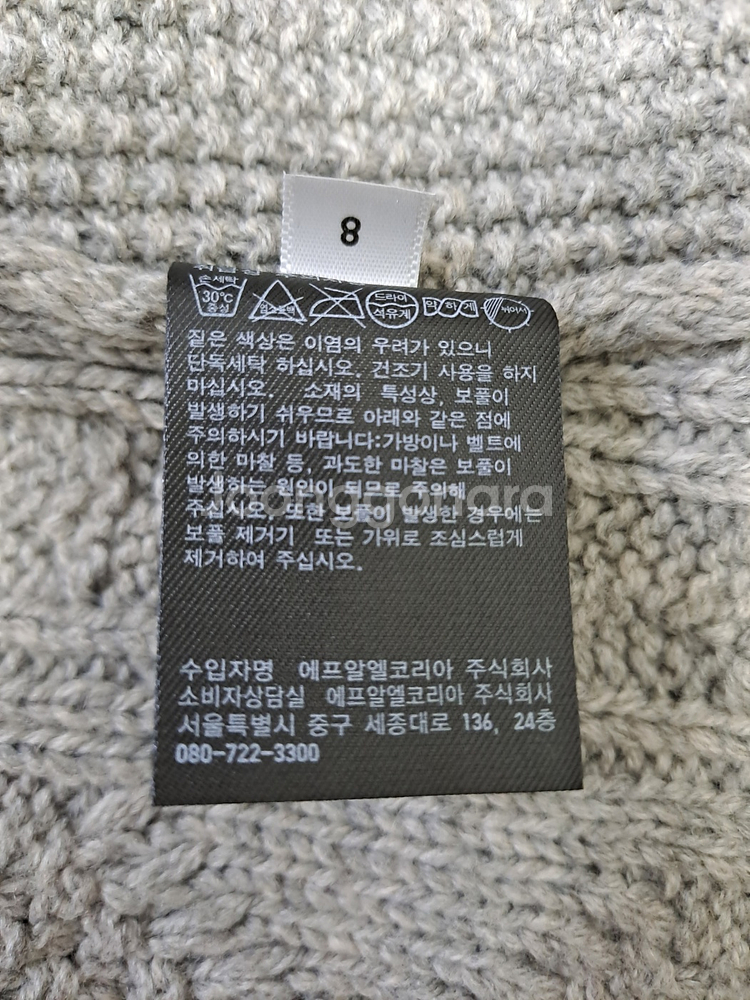 8
손세탁
30℃
중성
염소표백
드라이
석유계
약하게
뉘어서
짙은 색상은 이염의 우려가 있으니
단독세탁 하십시오. 건조기 사용을 하지
마십시오. 소재의 특성상, 보풀이
발생하기 쉬우므로 아래와 같은 점에
주의하시기 바랍니다:가방이나 벨트에
의한 마찰 등, 과도한 마찰은 보풀이
발생하는 원인이 되므로 주의해
주십시오. 또한 보풀이 발생한 경우에는
보풀 제거기 또는 가위로 조심스럽게
제거하여 주십시오.
joonggonara
수입자명 에프알엘코리아 주식회사
소비자상담실 에프알엘코리아 주식회사
서울특별시 중구 세종대로 136, 24층
080-722-3300